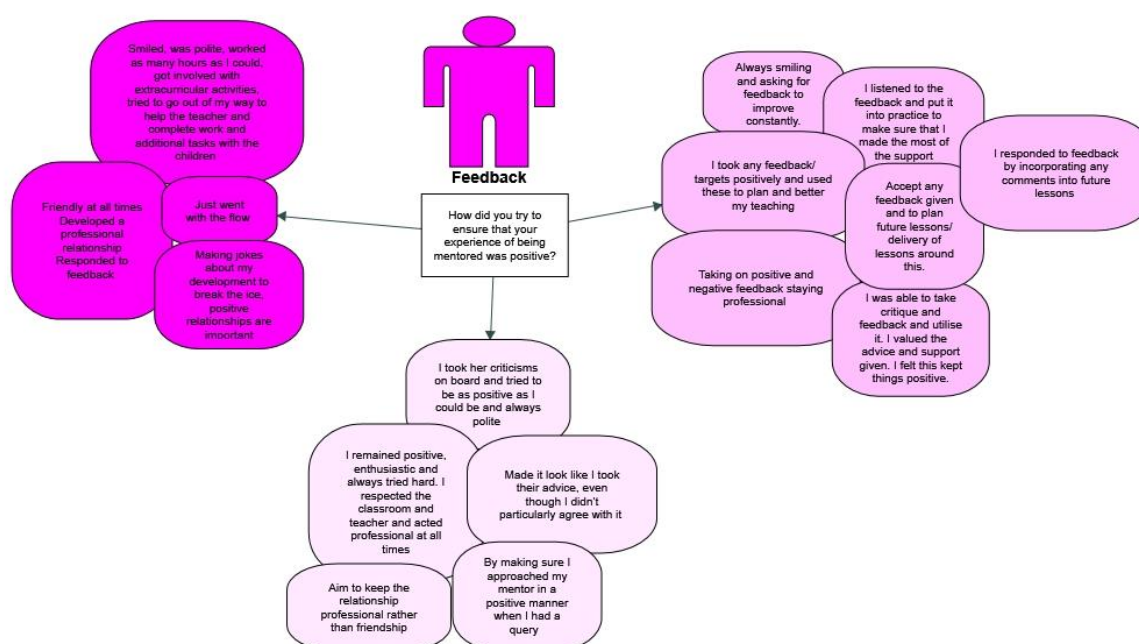 Feedback
How did you try to
ensure that your
experience of being
mentored was positive?
Smiled, was polite, worked
as many hours as I could,
got involved with
extracurricular activities,
tried to go out of my way to
help the teacher and
complete work and
additional tasks with the
children
Friendly at all times
Developed a
professional
relationship
Responded to
feedback
Just went
with the flow
Making jokes
about my
development to
break the ice,
positive
relationships are
imoortant
Always smiling
and asking for
feedback to
improve
constantly.
I listened to the
feedback and put it
into practice to
make sure that I
made the most of
the support
I responded to feedback
by incorporating any
comments into future
lessons
I took any feedback/
targets positively and used
these to plan and better
my teaching
Accept any
feedback given
and to plan
future lessons/
delivery of
lessons around
this.
Taking on positive and
negative feedback staying
professional
I was able to take
critique and
feedback and utilise
it. I valued the
advice and support
given. I felt this kept
things positive.
I took her criticisms
on board and tried to
be as positive as I
could be and always
polite
I remained positive,
enthusiastic and
always tried hard. I
respected the
classroom and
teacher and acted
professional at all
times
Made it look like I took
their advice, even
though I didn't
particularly agree with it
Aim to keep the
relationship
professional rather
than friendship
By making sure I
approached my
mentor in a
positive manner
when I had a
query